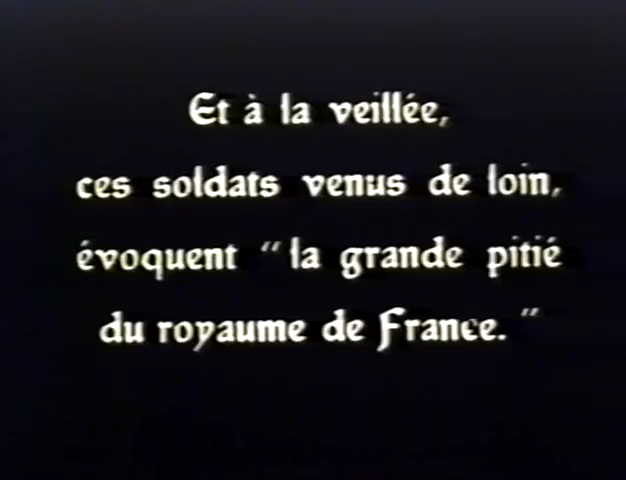 Et à la veillée,
ces soldats venus de loin,
évoquent "la grande pitié
du royaume de France."